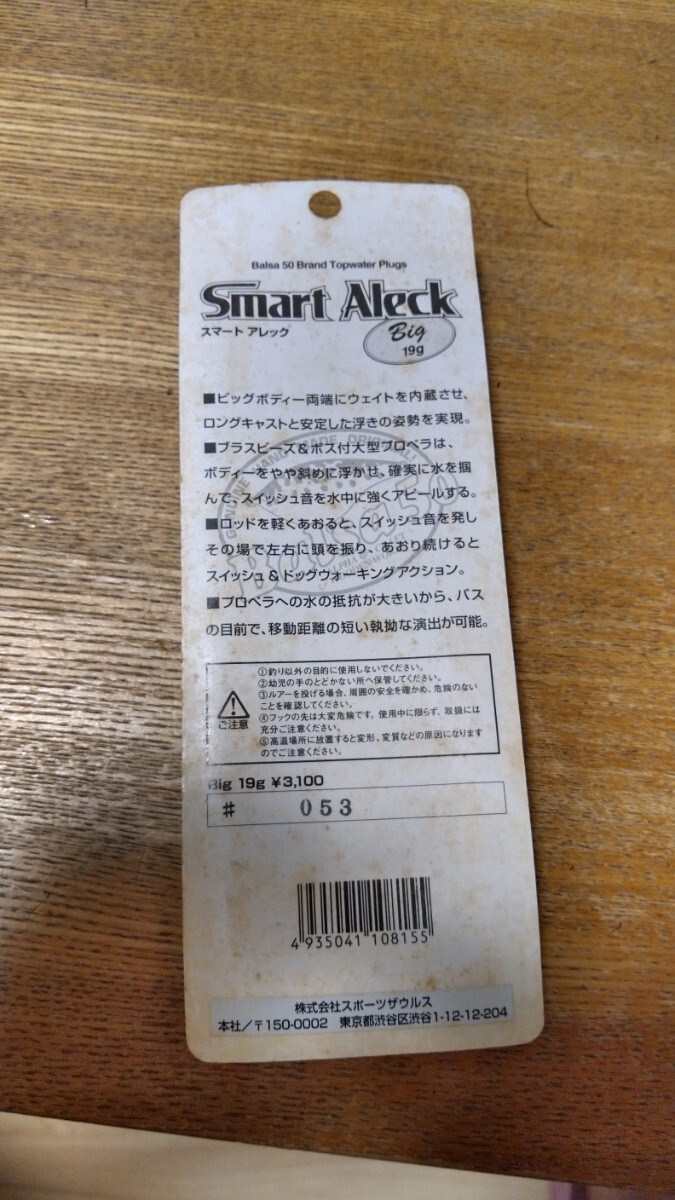 Balsa 50 Brand Topwater Plugs
Smart Aleck
スマート アレック
Big
19g
■ビッグボディー両端にウェイトを内蔵させ、
ロングキャストと安定した浮きの姿勢を実現。
■ブラスビーズ&ボス付大型プロペラは、
ボディーをやや斜めに浮かせ、確実に水を掴
んで、スイッシュ音を水中に強くアピールする。
■ロッドを軽くあおると、スイッシュ音を発し
その場で左右に頭を振り、あおり続けると
スイッシュ&ドッグウォーキングアクション。
■プロペラへの水の抵抗が大きいから、バス
の目前で、移動距離の短い執拗な演出が可能。
ご注意
①釣り以外の目的に使用しないでください。
②幼児の手のとどかない所へ保管してください。
③ルアーを投げる場合、周囲の安全を確かめ、危険のない
ことを確認してください。
④フックの先は大変危険です。使用中に限らず、取扱には
充分ご注意ください。
⑤高温場所に放置すると変形、変質などの原因になります
のでご注意ください。
Big 19g ¥3,100
# 053
4 935041 108155
株式会社スポーツザウルス
本社/〒150-0002 東京都渋谷区渋谷1-12-12-204